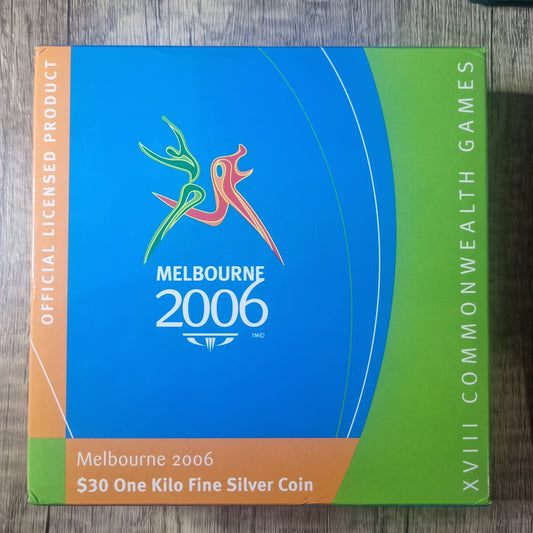 OFFICIAL LICENSED PRODUCT
MELBOURNE
2006
TM©
XVIII COMMONWEALTH GAMES
Melbourne 2006
$30 One Kilo Fine Silver Coin